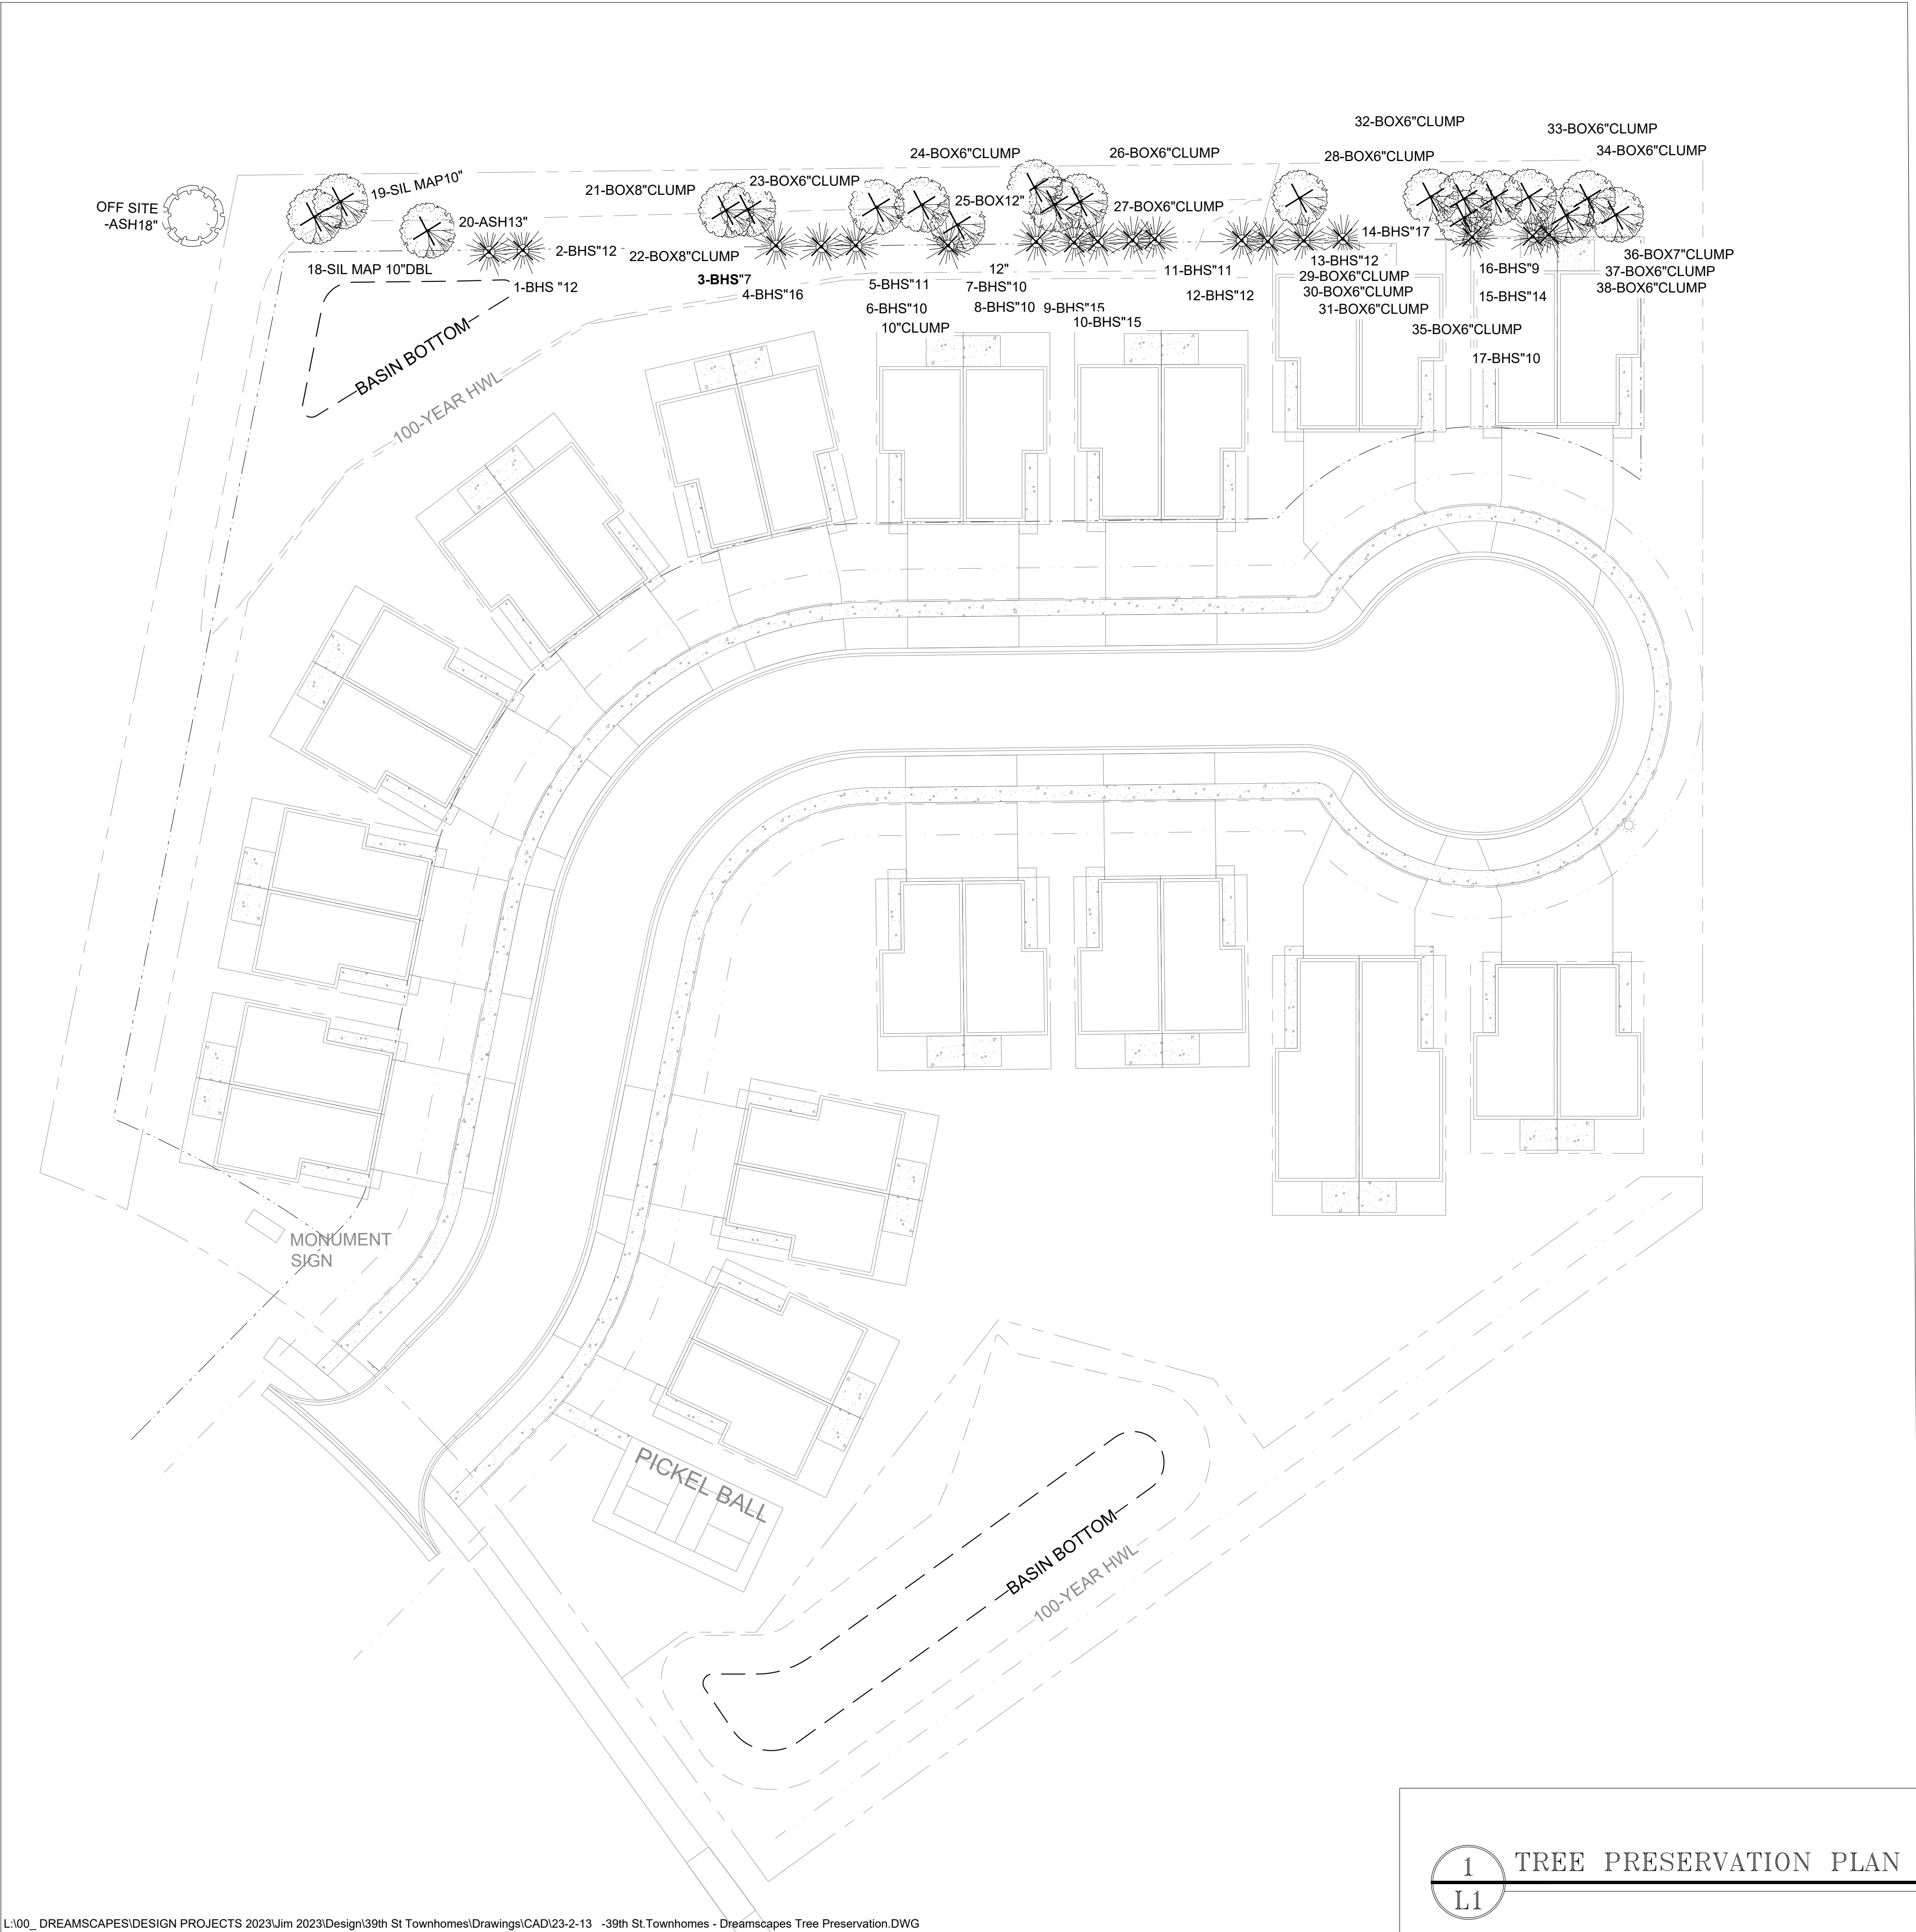 32-BOX6"CLUMP
33-BOX6"CLUMP
24-BOX6"CLUMP
26-BOX6"CLUMP
28-BOX6"CLUMP
34-BOX6"CLUMP
19-SIL MAP10"
21-BOX8"CLUMP
23-BOX6"CLUMP
25-BOX12"
27-BOX6"CLUMP
OFF SITE
-ASH18"
20-ASH13"
14-BHS"17
2-BHS"12
22-BOX8"CLUMP
36-BOX7"CLUMP
18-SIL MAP 10"DBL
12"
11-BHS"11
13-BHS"12
16-BHS"9
37-BOX6"CLUMP
3-BHS"7
29-BOX6"CLUMP
1-BHS "12
5-BHS"11
7-BHS"10
30-BOX6"CLUMP
38-BOX6"CLUMP
4-BHS"16
12-BHS"12
15-BHS"14
6-BHS"10
8-BHS"10
9-BHS"15
31-BOX6"CLUMP
10"CLUMP
10-BHS"15
35-BOX6"CLUMP
17-BHS"10
BASIN BOTTOM
100-YEAR HWL
MONUMENT
SIGN
PICKEL BALL
BASIN BOTTOM
100-YEAR HWL
1
L1
TREE PRESERVATION PLAN
L:\00_ DREAMSCAPES\DESIGN PROJECTS 2023\Jim 2023\Design\39th St Townhomes\Drawings\CAD\23-2-13 -39th St.Townhomes - Dreamscapes Tree Preservation.DWG